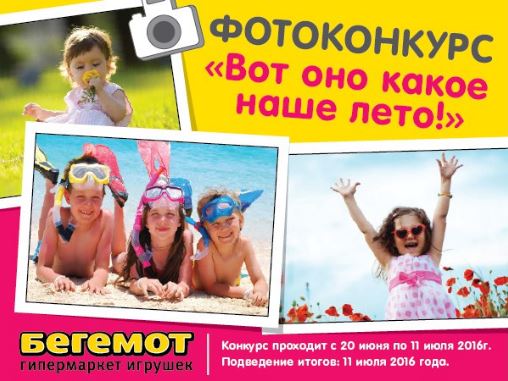 ФОТОКОНКУРС
«Вот оно какое
наше лето!»
Бегемот
гипермаркет игрушек
Конкурс проходит с 20 июня по 11 июля 2016г.
Подведение итогов: 11 июля 2016 года.